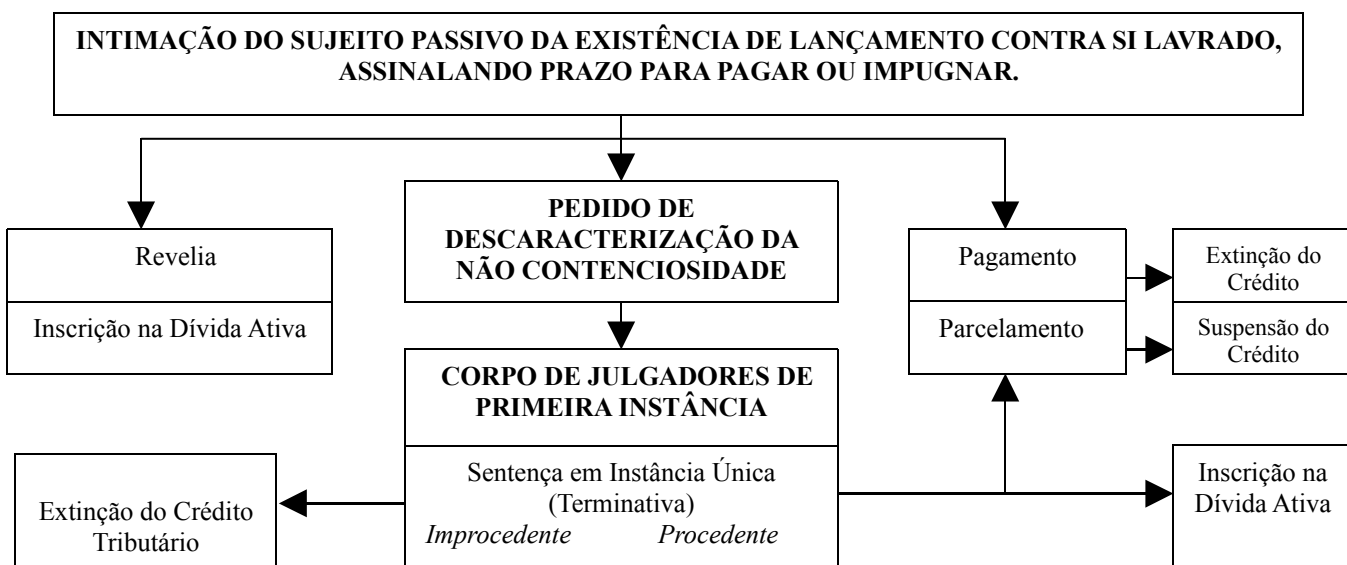 INTIMAÇÃO DO SUJEITO PASSIVO DA EXISTÊNCIA DE LANÇAMENTO CONTRA SI LAVRADO,
ASSINALANDO PRAZO PARA PAGAR OU IMPUGNAR.
PEDIDO DE
DESCARACTERIZAÇÃO DA
NÃO CONTENCIOSIDADE
Revelia
Inscrição na Dívida Ativa
Pagamento
Parcelamento
Extinção do
Crédito
Suspensão do
Crédito
CORPO DE JULGADORES DE
PRIMEIRA INSTÂNCIA
Sentença em Instância Única
(Terminativa)
Improcedente Procedente
Extinção do Crédito
Tributário
Inscrição na
Dívida Ativa